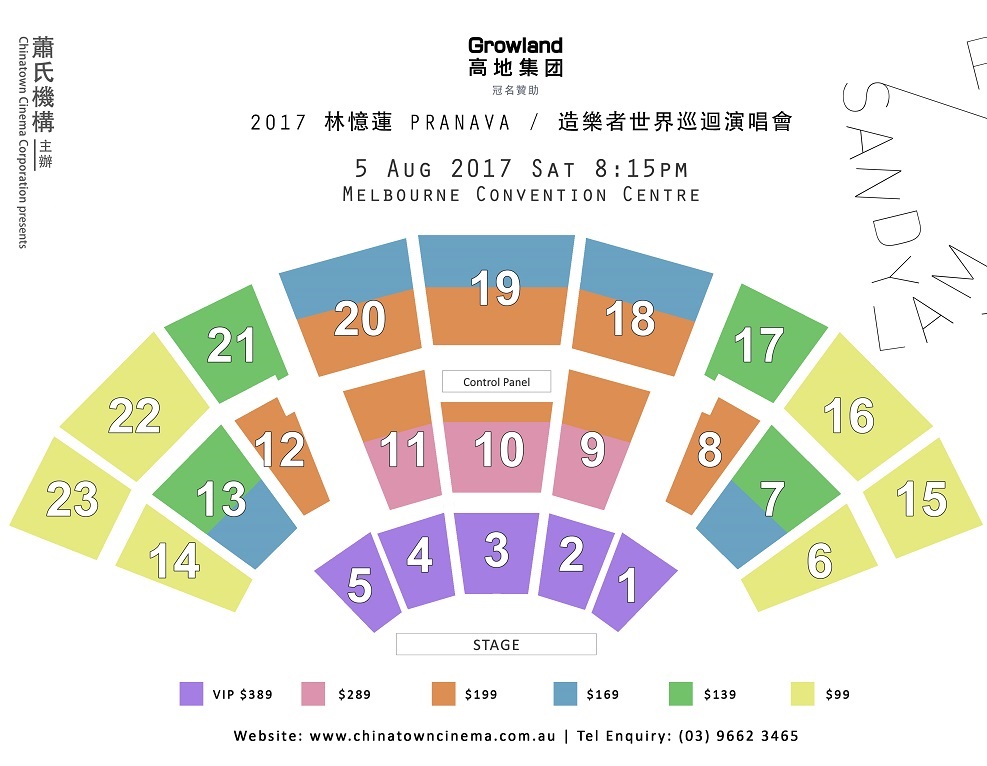 蕭氏機構 主辦
Chinatown Cinema Corporation presents
Growland
高地集团
冠名贊助
2017 林憶蓮 PRANAVA / 造樂者世界巡迴演唱會
5 AUG 2017 SAT 8:15PM
MELBOURNE CONVENTION CENTRE
SANDY
19
20
18
21
17
Control Panel
22
16
12
11
10
9
8
23
13
7
15
14
6
5
4
3
2
1
STAGE
VIP $389
$289
$199
$169
$139
$99
Website: www.chinatowncinema.com.au | Tel Enquiry: (03) 9662 3465